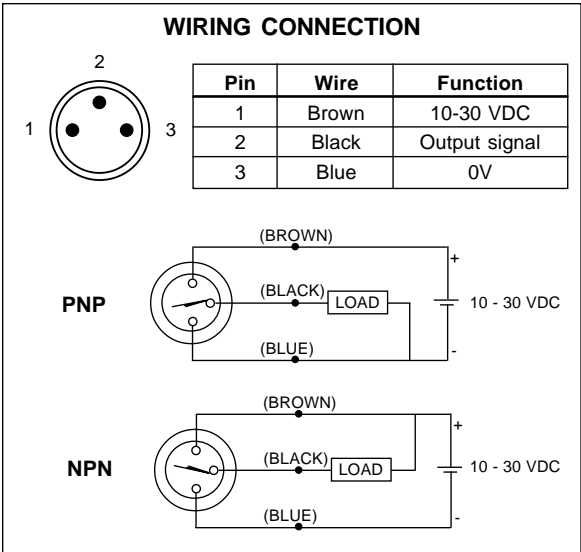 WIRING CONNECTION
2
1
3
Pin Wire Function
1 Brown 10-30 VDC
2 Black Output signal
3 Blue 0V
PNP
(BROWN)
(BLACK)
LOAD
(BLUE)
+
10 - 30 VDC
-
NPN
(BROWN)
(BLACK)
LOAD
(BLUE)
+
10 - 30 VDC
-